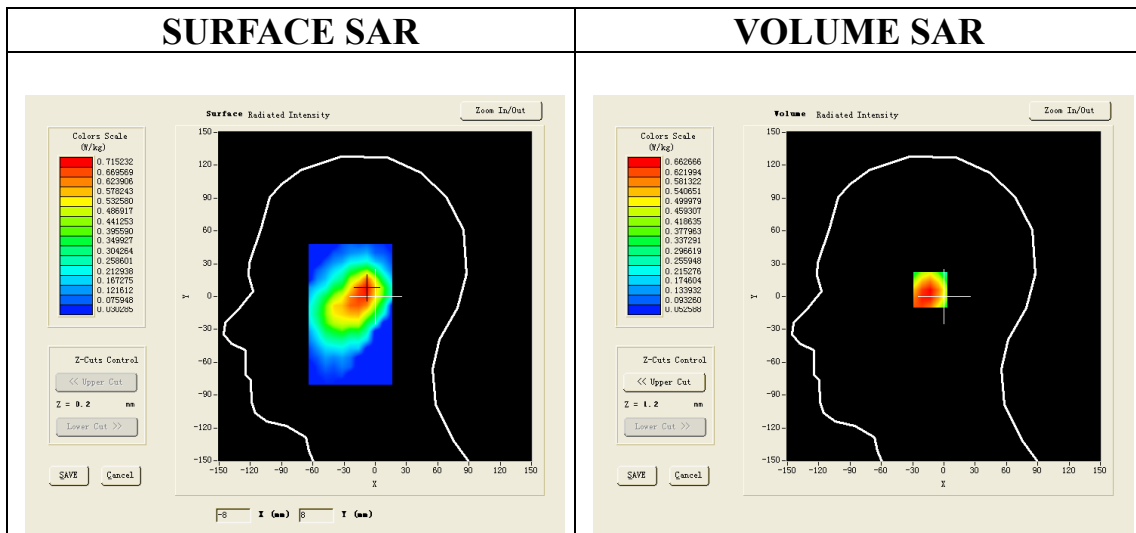 SURFACE SAR
VOLUME SAR
Surface Radiated Intensity
Zoom In/Out
Colors Scale
(W/kg)
0.715232
0.669569
0.623906
0.578243
0.532580
0.486917
0.441253
0.395590
0.349927
0.304264
0.258601
0.212938
0.167275
0.121612
0.075948
0.030285
150
120
90
60
30
0
-30
-60
-90
-120
-150
Y
-150 -120 -90 -60 -30 0 30 60 90 120 150
X
Z-Cuts Control
<< Upper Cut
Z = 0.2 mm
Lower Cut >>
SAVE Cancel
-8 X (mm) 8 Y (mm)
Volume Radiated Intensity
Zoom In/Out
Colors Scale
(W/kg)
0.662666
0.621994
0.581322
0.540651
0.499979
0.459307
0.418635
0.377963
0.337291
0.296619
0.255948
0.215276
0.174604
0.133932
0.093260
0.052588
150
120
90
60
30
0
-30
-60
-90
-120
-150
Y
-150 -120 -90 -60 -30 0 30 60 90 120 150
X
Z-Cuts Control
<< Upper Cut
Z = 1.2 mm
Lower Cut >>
SAVE Cancel